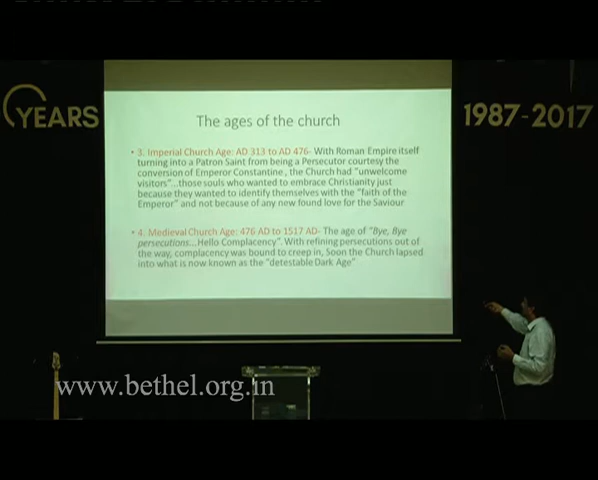 YEARS
1987-2017
The ages of the church
• 3. Imperial Church Age: AD 313 to AD 476- With Roman Empire itself
turning into a Patron Saint from being a Persecutor courtesy the
conversion of Emperor Constantine, the Church had "unwelcome
visitors"...those souls who wanted to embrace Christianity just
because they wanted to identify themselves with the "faith of the
Emperor" and not because of any new found love for the Saviour
• 4. Medieval Church Age: 476 AD to 1517 AD- The age of "Bye, Bye
persecutions...Hello Complacency". With refining persecutions out of
the way, complacency was bound to creep in, Soon the Church lapsed
into what is now known as the "detestable Dark Age"
www.bethel.org.in